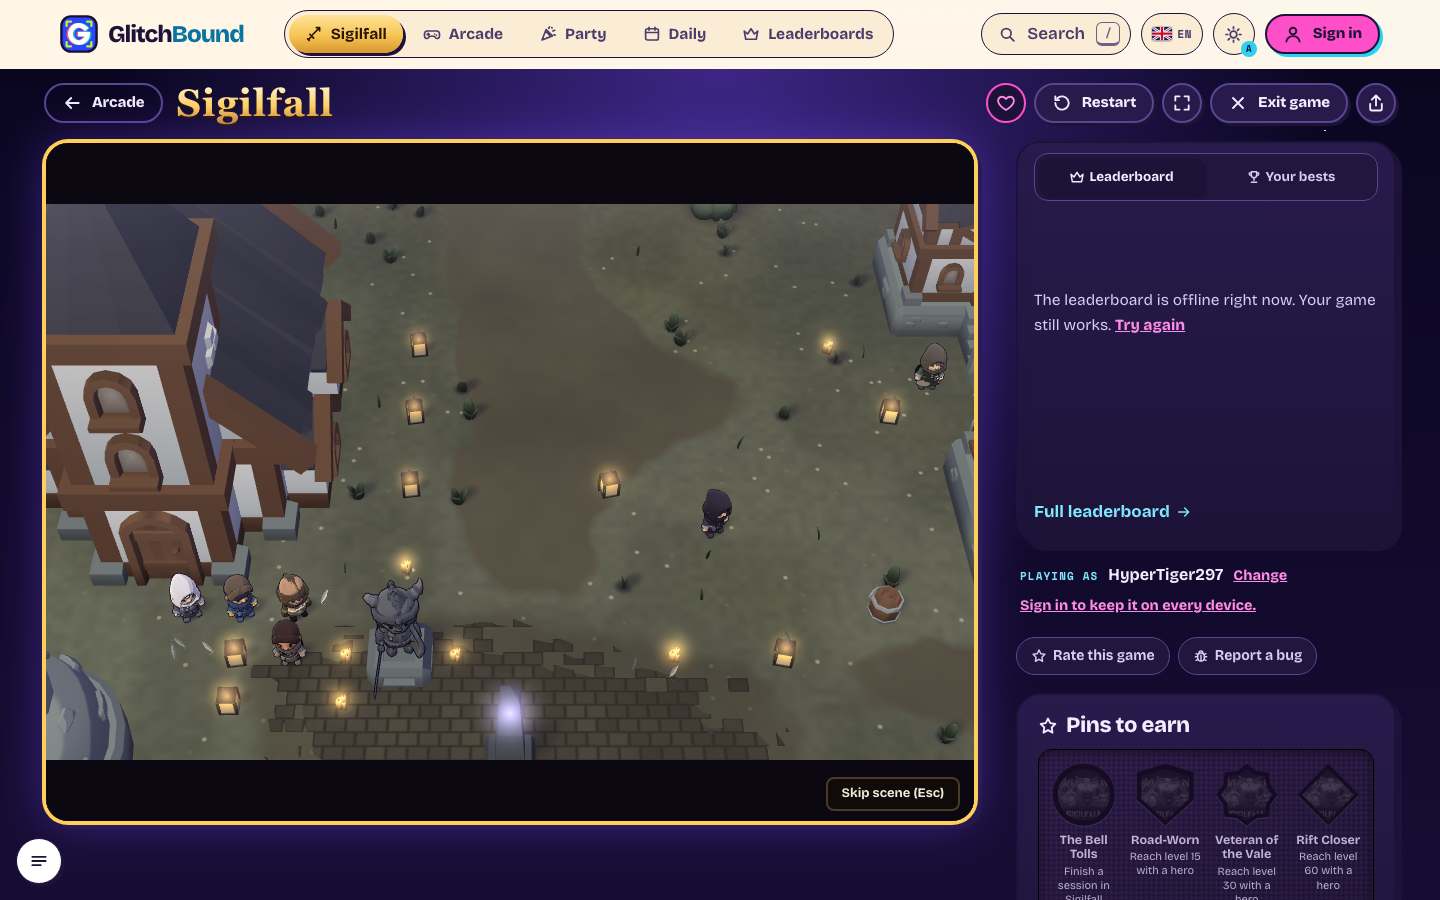 GlitchBound
Sigilfall
Arcade
Party
Daily
Leaderboards
Search /
EN
A
Sign in
Arcade
Sigilfall
Restart
Exit game
Leaderboard
Your bests
The leaderboard is offline right now. Your game
still works. Try again
Full leaderboard →
PLAYING AS HyperTiger297 Change
Sign in to keep it on every device.
Rate this game
Report a bug
Skip scene (Esc)
Pins to earn
The Bell
Tolls
Finish a
session in
Sigilfall
Road-Worn
Reach level 15
with a hero
Veteran of
the Vale
Reach level
30 with a
hero
Rift Closer
Reach level
60 with a
hero